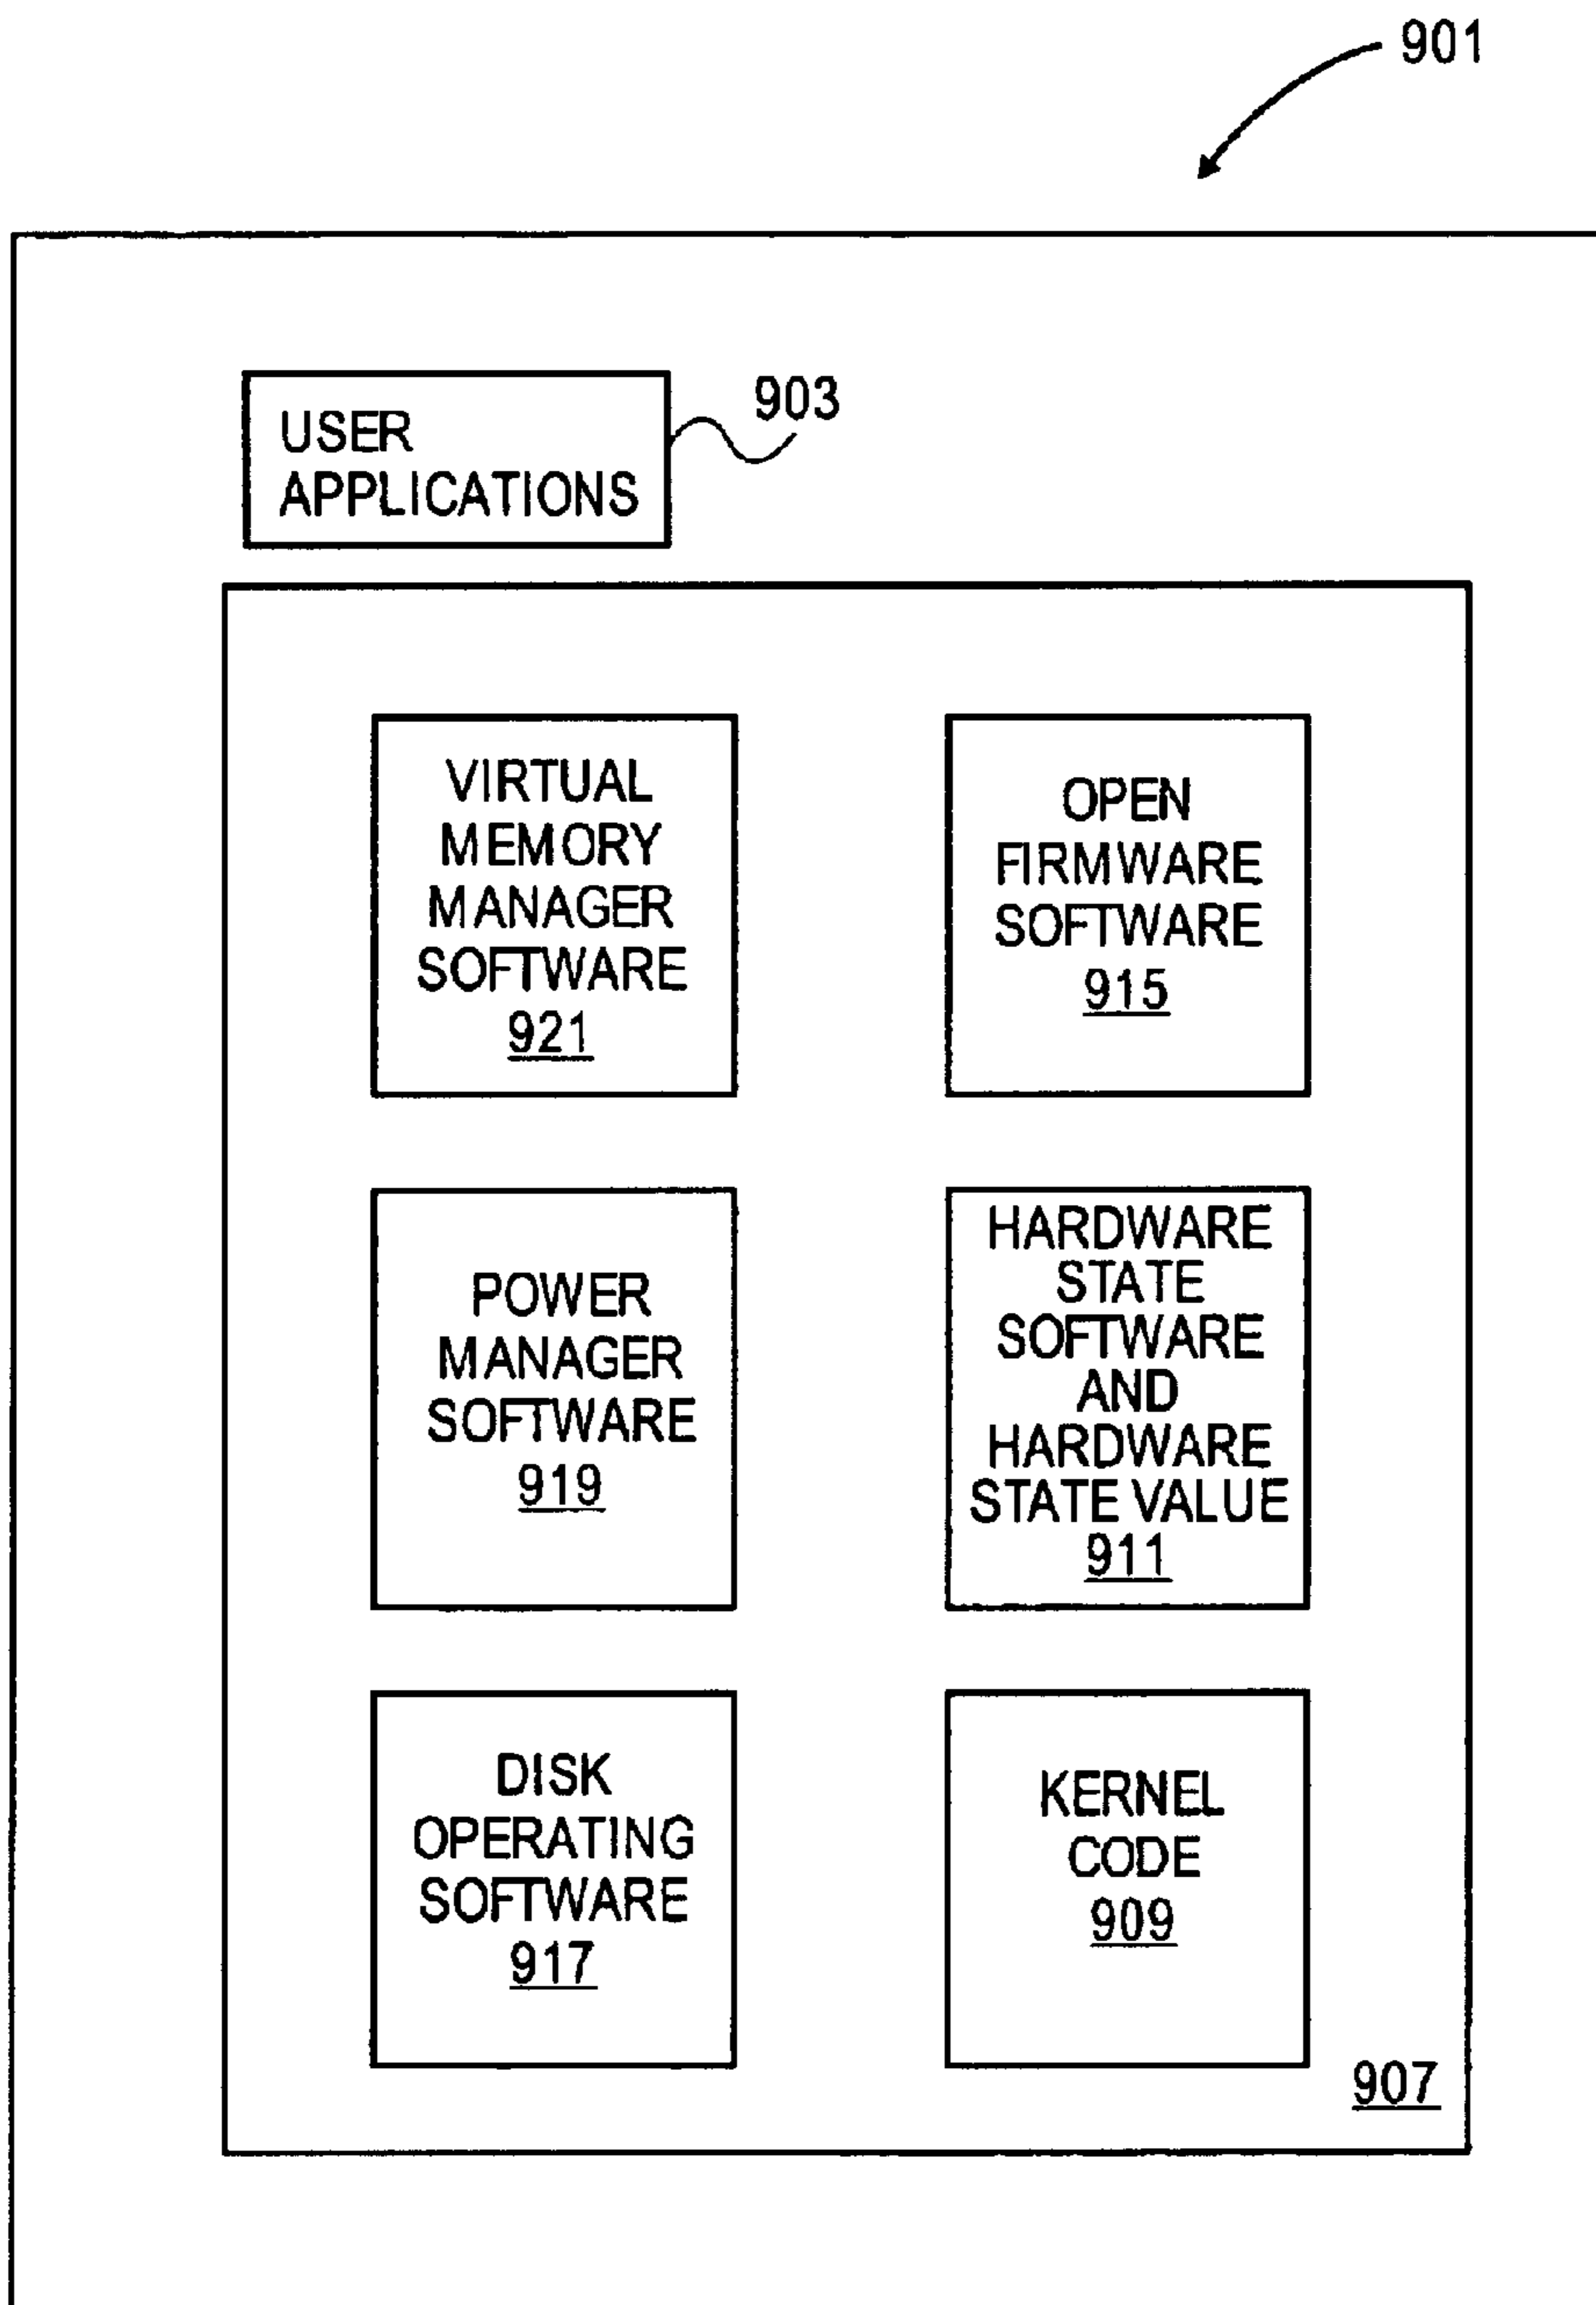 901
903
USER
APPLICATIONS
VIRTUAL
MEMORY
MANAGER
SOFTWARE
921
OPEN
FIRMWARE
SOFTWARE
915
POWER
MANAGER
SOFTWARE
919
HARDWARE
STATE
SOFTWARE
AND
HARDWARE
STATE VALUE
911
DISK
OPERATING
SOFTWARE
917
KERNEL
CODE
909
907